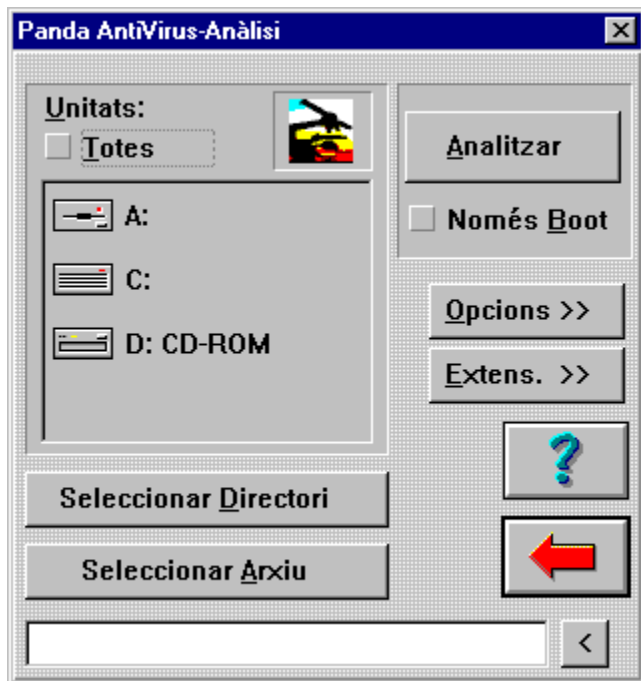 Panda AntiVirus-Anàlisi
Unitats:
Totes
A:
C:
D: CD-ROM
Analitzar
Només Boot
Opcions >>
Extens. >>
?
Seleccionar Directori
Seleccionar Arxiu
<